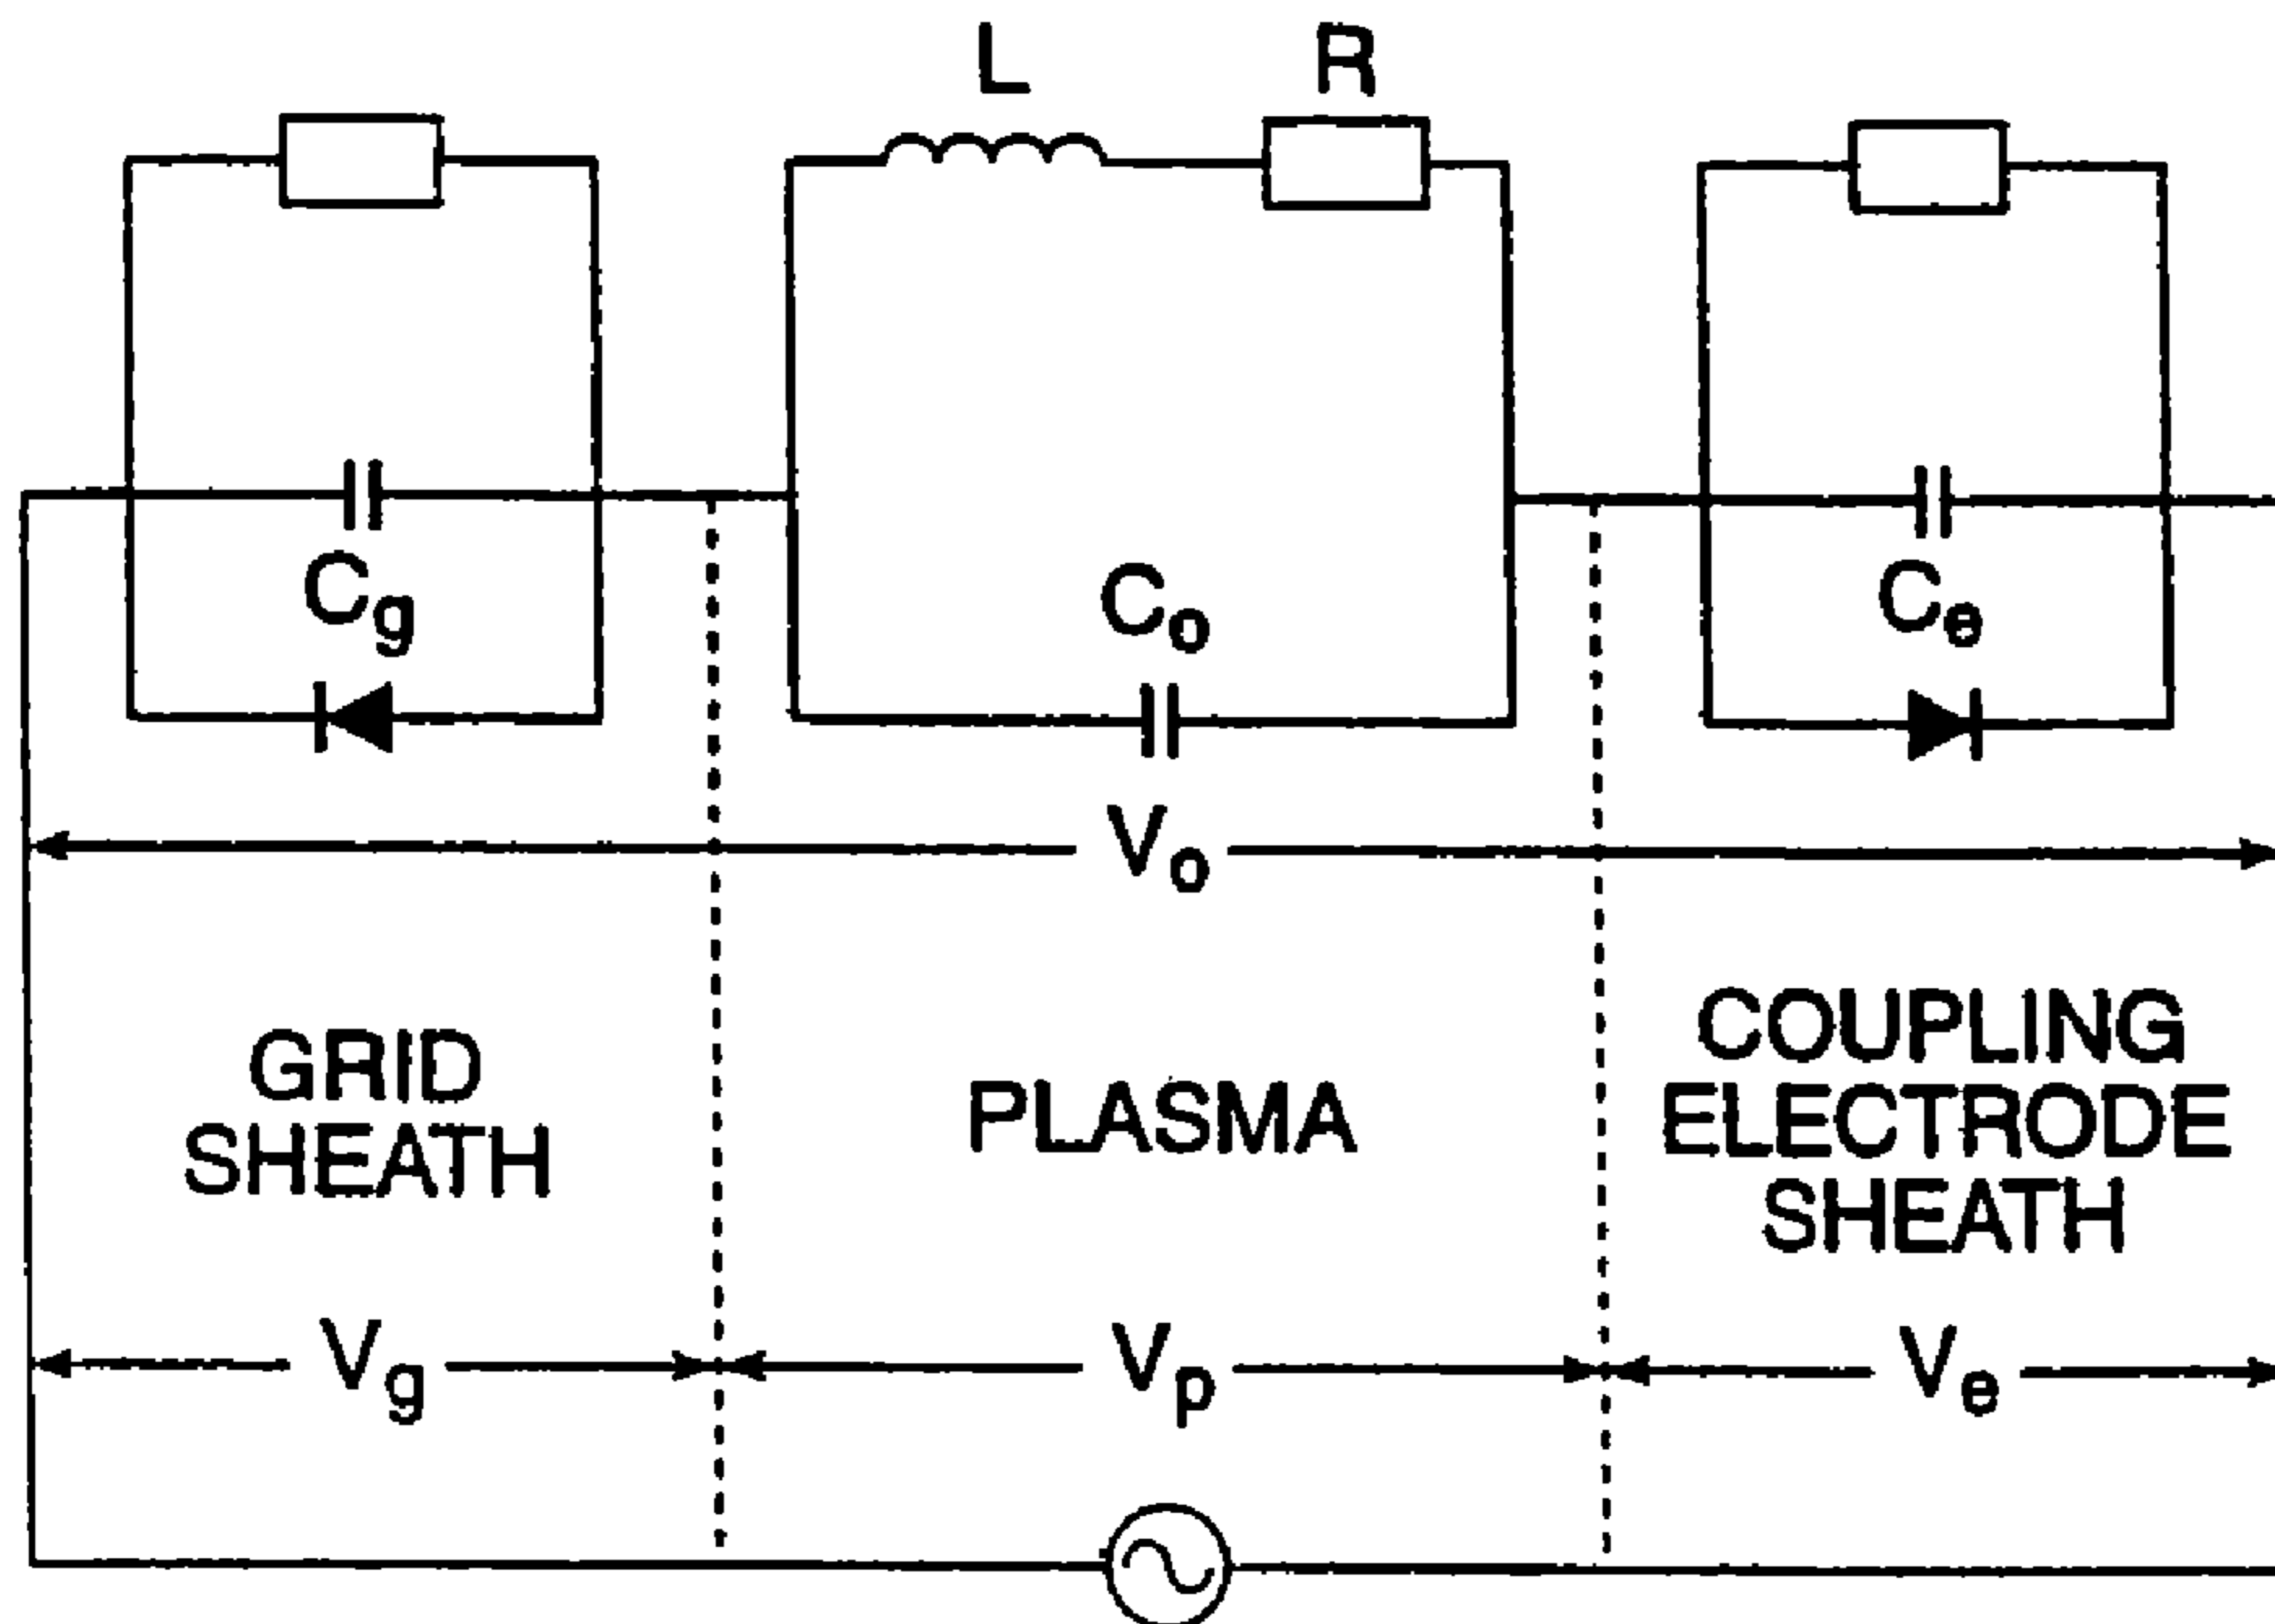 L
R
Cg
Co
Ce
Vo
GRID
SHEATH
PLASMA
COUPLING
ELECTRODE
SHEATH
Vg
Vp
Ve